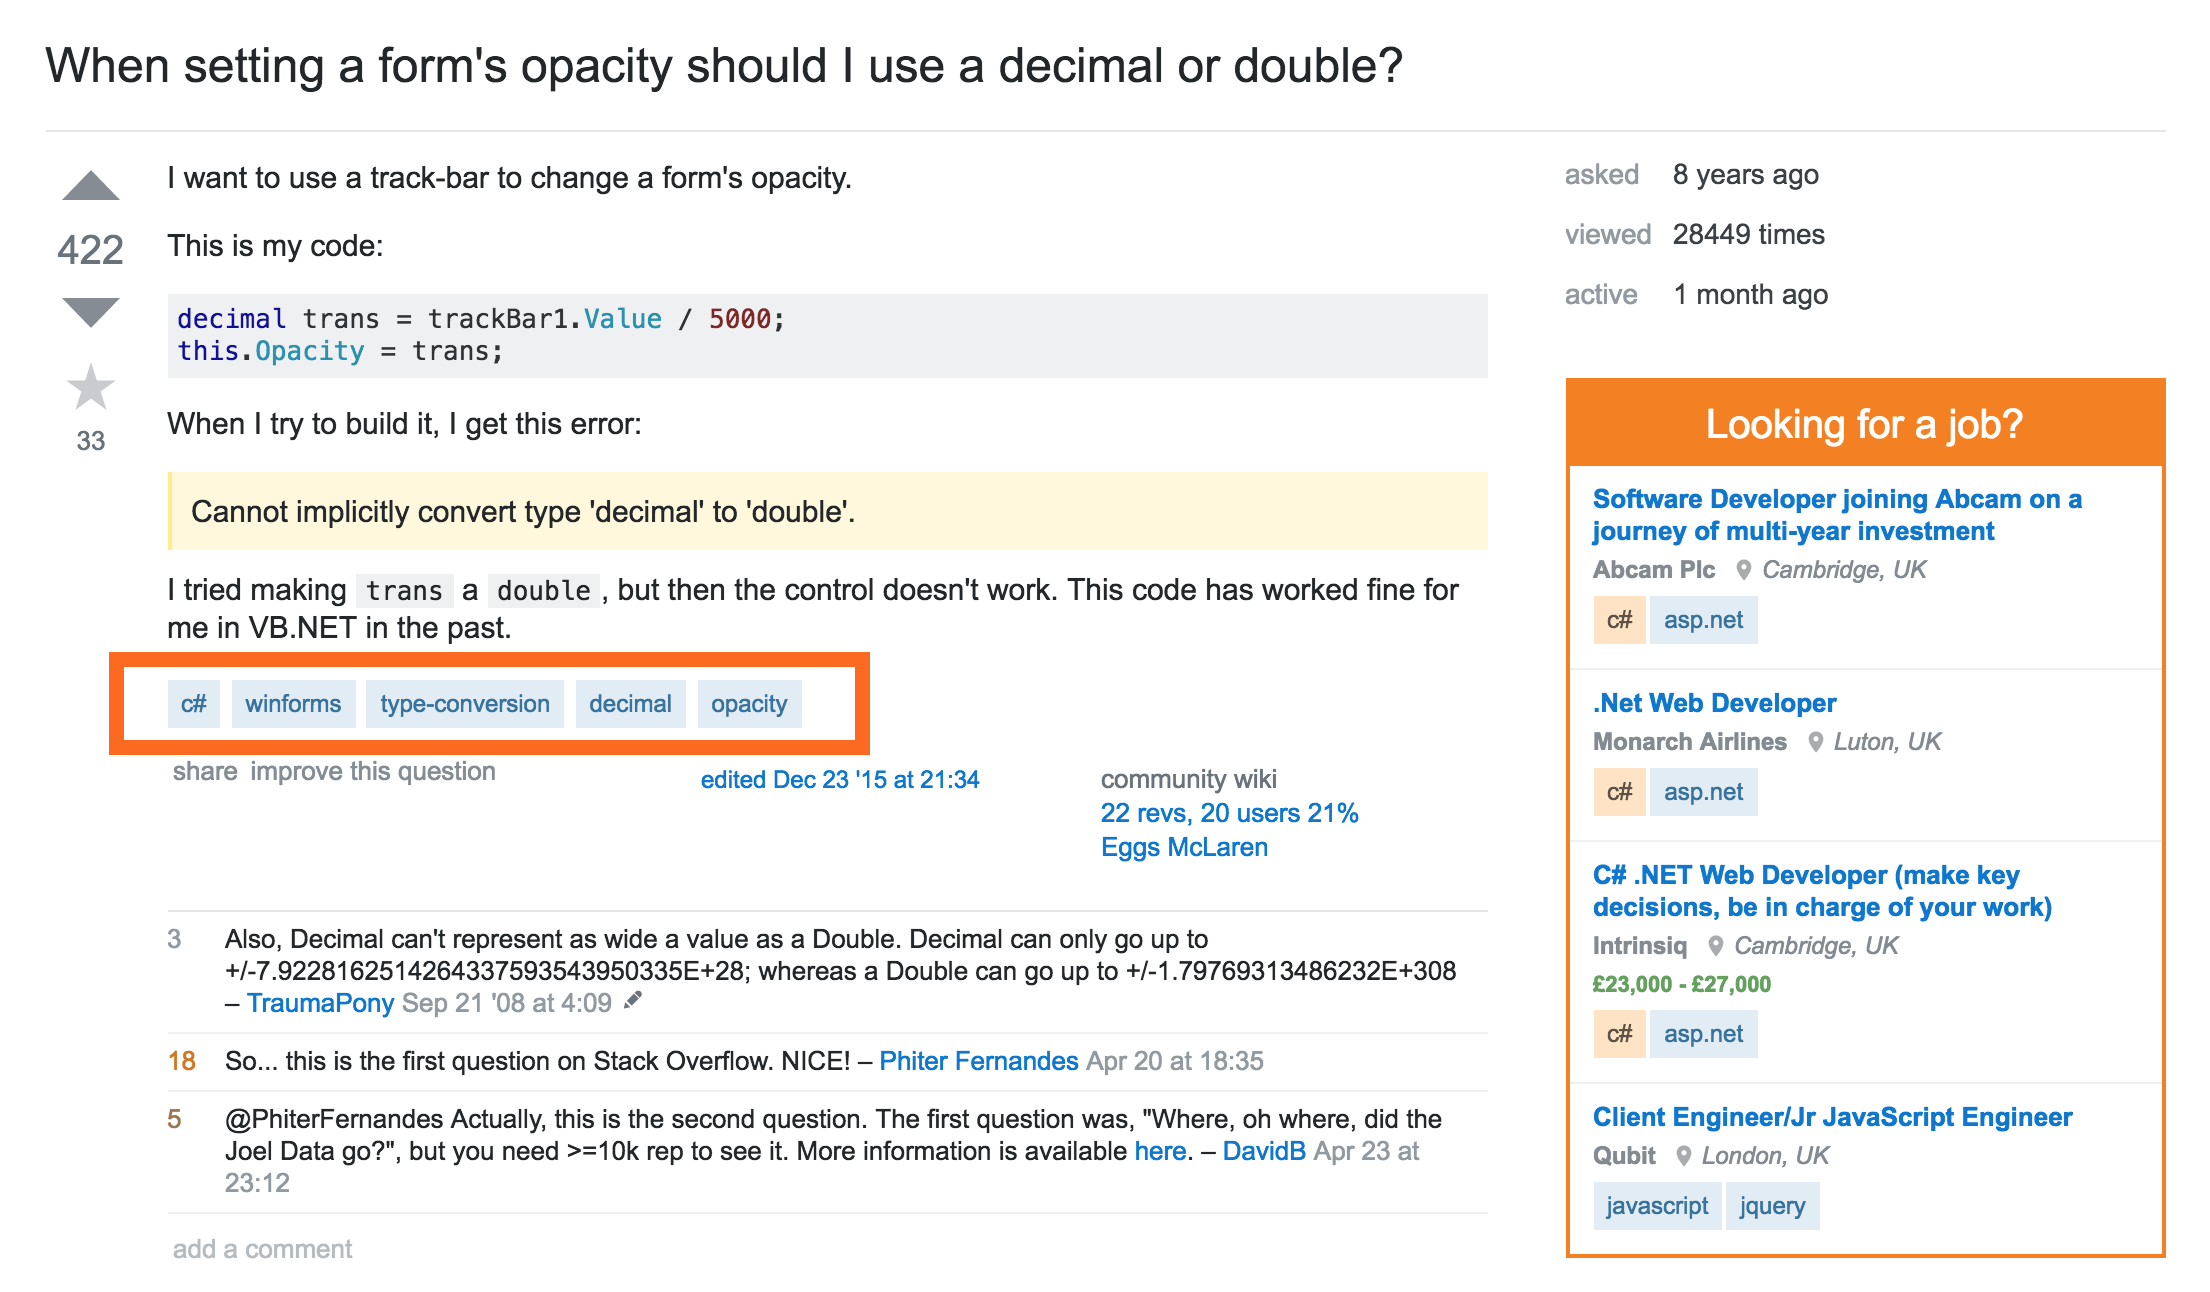 When setting a form's opacity should I use a decimal or double?
422
33
I want to use a track-bar to change a form's opacity.
This is my code:
decimal trans = trackBar1.Value / 5000;
this.Opacity = trans;
When I try to build it, I get this error:
Cannot implicitly convert type 'decimal' to 'double'.
I tried making trans a double, but then the control doesn't work. This code has worked fine for
me in VB.NET in the past.
c# winforms type-conversion decimal opacity
share improve this question
edited Dec 23 '15 at 21:34
community wiki
22 revs, 20 users 21%
Eggs McLaren
3 Also, Decimal can't represent as wide a value as a Double. Decimal can only go up to
+/-7.9228162514264337593543950335E+28; whereas a Double can go up to +/-1.79769313486232E+308
– TraumaPony Sep 21 '08 at 4:09
18 So... this is the first question on Stack Overflow. NICE! – Phiter Fernandes Apr 20 at 18:35
5 @PhiterFernandes Actually, this is the second question. The first question was, "Where, oh where, did the
Joel Data go?", but you need >=10k rep to see it. More information is available here. – DavidB Apr 23 at
23:12
add a comment
asked 8 years ago
viewed 28449 times
active 1 month ago
Looking for a job?
Software Developer joining Abcam on a
journey of multi-year investment
Abcam Plc Cambridge, UK
c# asp.net
.Net Web Developer
Monarch Airlines Luton, UK
c# asp.net
C# .NET Web Developer (make key
decisions, be in charge of your work)
Intrinsiq Cambridge, UK
£23,000 - £27,000
c# asp.net
Client Engineer/Jr JavaScript Engineer
Qubit London, UK
javascript jquery